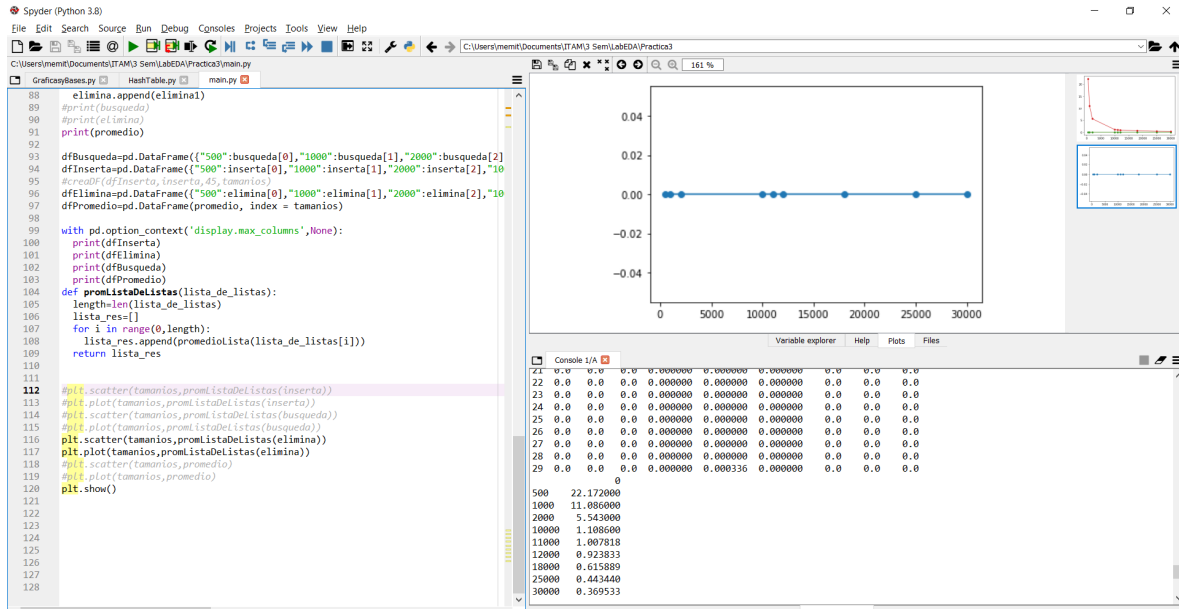 Spyder (Python 3.8)
File Edit Search Source Run Debug Consoles Projects Tools View Help
C:\Users\memit\Documents\ITAM\3 Sem\LabEDA\Practica3
C:\Users\memit\Documents\ITAM\3 Sem\LabEDA\Practica3\main.py
GraficasyBases.py HashTable.py main.py
88 elimina.append(elimina1)
89 #print(busqueda)
90 #print(elimina)
91 print(promedio)
92
93 dfBusqueda=pd.DataFrame({"500":busqueda[0],"1000":busqueda[1],"2000":busqueda[2]
94 dfInserta=pd.DataFrame({"500":inserta[0],"1000":inserta[1],"2000":inserta[2],"10
95 #creaDF(dfInserta,inserta,45,tamanios)
96 dfElimina=pd.DataFrame({"500":elimina[0],"1000":elimina[1],"2000":elimina[2],"10
97 dfPromedio=pd.DataFrame(promedio, index = tamanios)
98
99 with pd.option_context('display.max_columns',None):
100 print(dfInserta)
101 print(dfElimina)
102 print(dfBusqueda)
103 print(dfPromedio)
104 def promListaDeListas(lista_de_listas):
105 length=len(lista_de_listas)
106 lista_res=[]
107 for i in range(0,length):
108 lista_res.append(promedioLista(lista_de_listas[i]))
109 return lista_res
110
111
112 #plt.scatter(tamanios,promListaDeListas(inserta))
113 #plt.plot(tamanios,promListaDeListas(inserta))
114 #plt.scatter(tamanios,promListaDeListas(busqueda))
115 #plt.plot(tamanios,promListaDeListas(busqueda))
116 plt.scatter(tamanios,promListaDeListas(elimina))
117 plt.plot(tamanios,promListaDeListas(elimina))
118 #plt.scatter(tamanios,promedio)
119 #plt.plot(tamanios,promedio)
120 plt.show()
121
122
123
124
125
126
127
128
161 %
0.04
0.02
0.00
−0.02
−0.04
0 5000 10000 15000 20000 25000 30000
Variable explorer Help Plots Files
Console 1/A
21 0.0 0.0 0.0 0.000000 0.000000 0.000000 0.0 0.0 0.0
22 0.0 0.0 0.0 0.000000 0.000000 0.000000 0.0 0.0 0.0
23 0.0 0.0 0.0 0.000000 0.000000 0.000000 0.0 0.0 0.0
24 0.0 0.0 0.0 0.000000 0.000000 0.000000 0.0 0.0 0.0
25 0.0 0.0 0.0 0.000000 0.000000 0.000000 0.0 0.0 0.0
26 0.0 0.0 0.0 0.000000 0.000000 0.000000 0.0 0.0 0.0
27 0.0 0.0 0.0 0.000000 0.000000 0.000000 0.0 0.0 0.0
28 0.0 0.0 0.0 0.000000 0.000000 0.000000 0.0 0.0 0.0
29 0.0 0.0 0.0 0.000000 0.000336 0.000000 0.0 0.0 0.0
0
500 22.172000
1000 11.086000
2000 5.543000
10000 1.108600
11000 1.007818
12000 0.923833
18000 0.615889
25000 0.443440
30000 0.369533